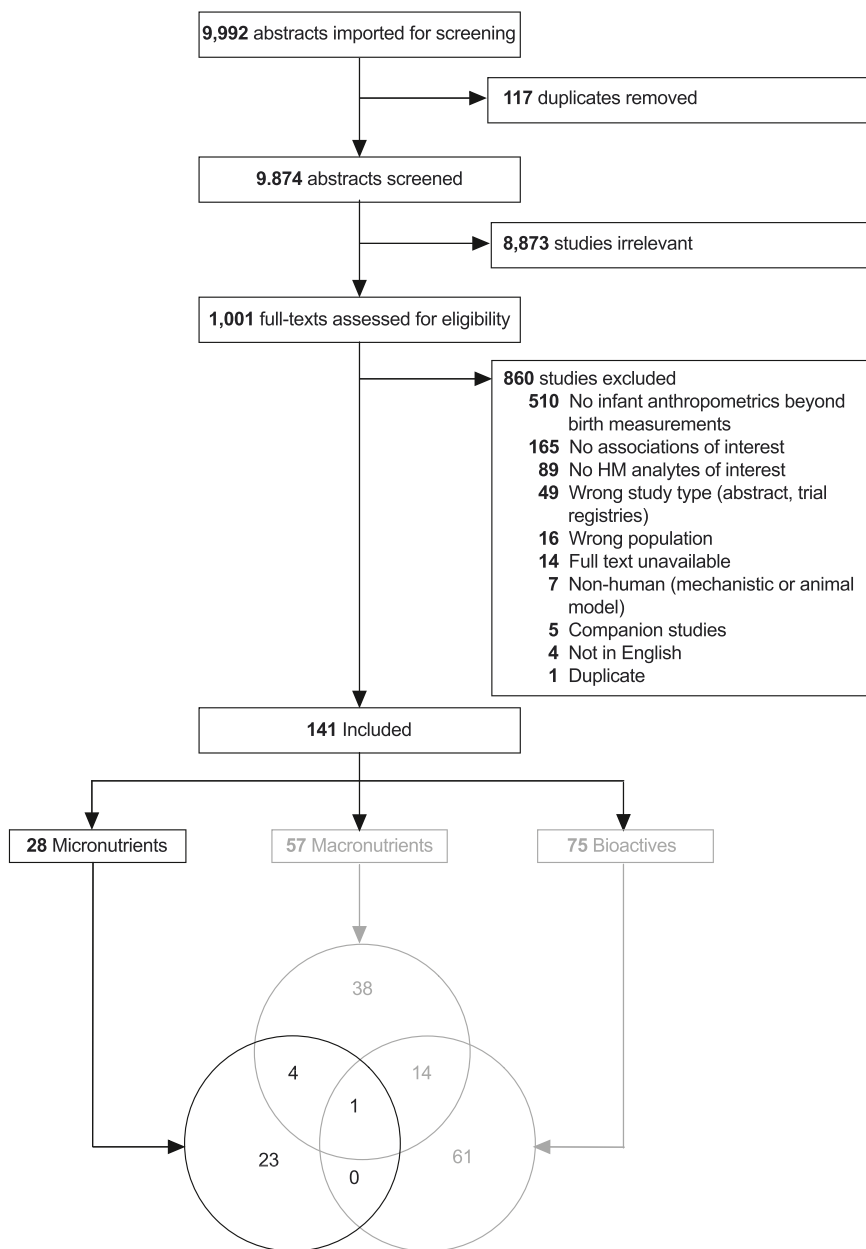 9,992 abstracts imported for screening
117 duplicates removed
9.874 abstracts screened
8,873 studies irrelevant
1,001 full-texts assessed for eligibility
860 studies excluded
510 No infant anthropometrics beyond
birth measurements
165 No associations of interest
89 No HM analytes of interest
49 Wrong study type (abstract, trial
registries)
16 Wrong population
14 Full text unavailable
7 Non-human (mechanistic or animal
model)
5 Companion studies
4 Not in English
1 Duplicate
141 Included
28 Micronutrients
57 Macronutrients
75 Bioactives
38
4
14
1
23
61
0